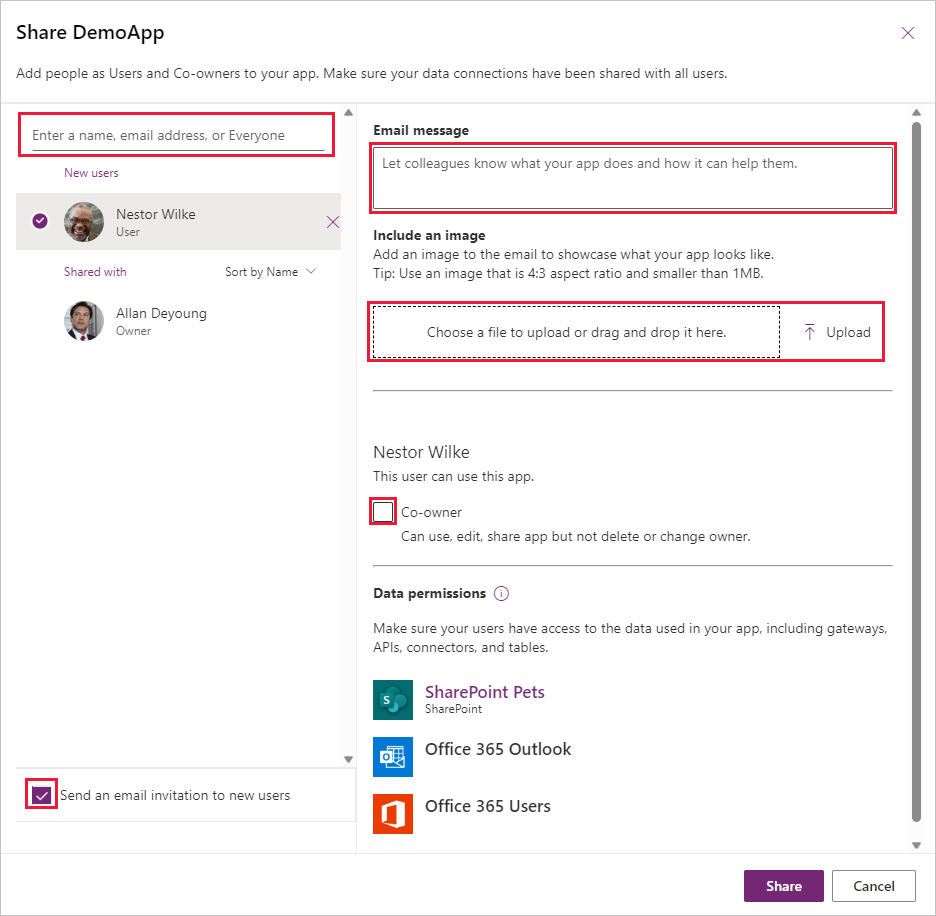 Share DemoApp
Add people as Users and Co-owners to your app. Make sure your data connections have been shared with all users.
Enter a name, email address, or Everyone
New users
Nestor Wilke
User
Shared with
Sort by Name
Allan Deyoung
Owner
Send an email invitation to new users
Email message
Let colleagues know what your app does and how it can help them.
Include an image
Add an image to the email to showcase what your app looks like.
Tip: Use an image that is 4:3 aspect ratio and smaller than 1MB.
Choose a file to upload or drag and drop it here.
Upload
Nestor Wilke
This user can use this app.
Co-owner
Can use, edit, share app but not delete or change owner.
Data permissions
Make sure your users have access to the data used in your app, including gateways,
APIs, connectors, and tables.
SharePoint Pets
SharePoint
Office 365 Outlook
Office 365 Users
Share
Cancel